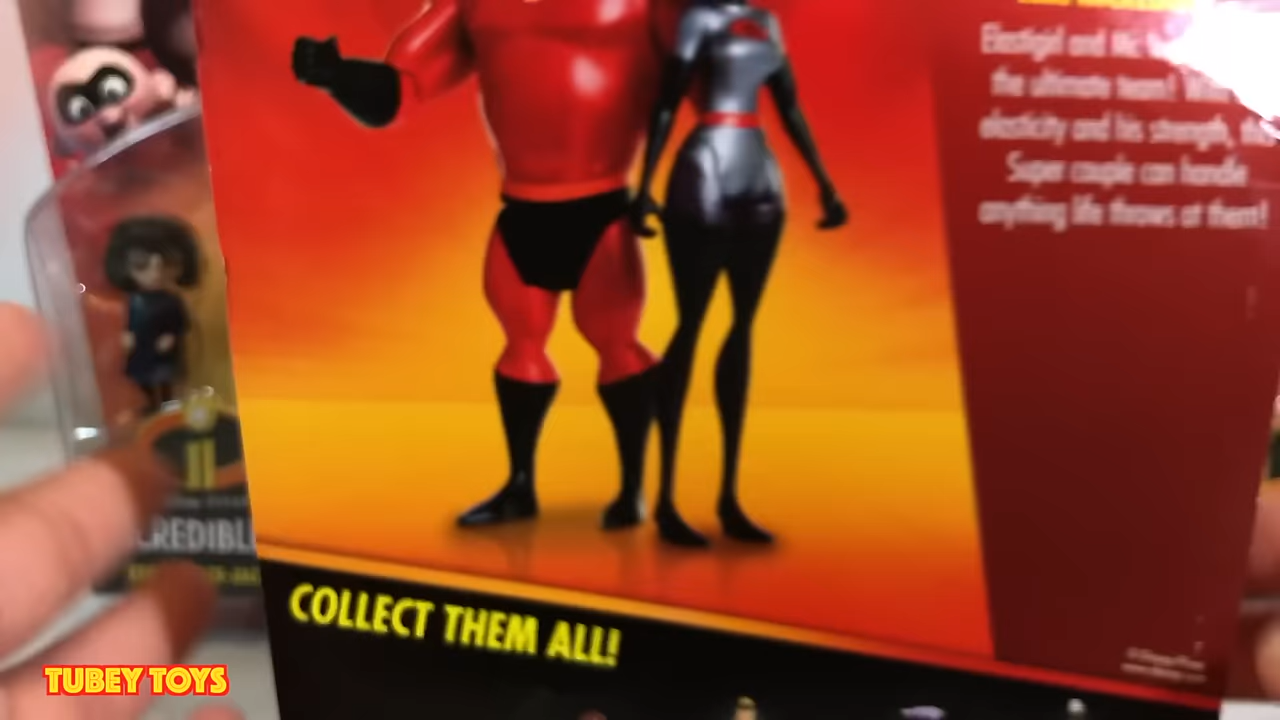 Elastigirl and Mr.
the ultimate team!
elasticity and his strength,
Super couple can handle
anything life throws at them!
CREDIBL
COLLECT THEM ALL!
TUBEY TOYS